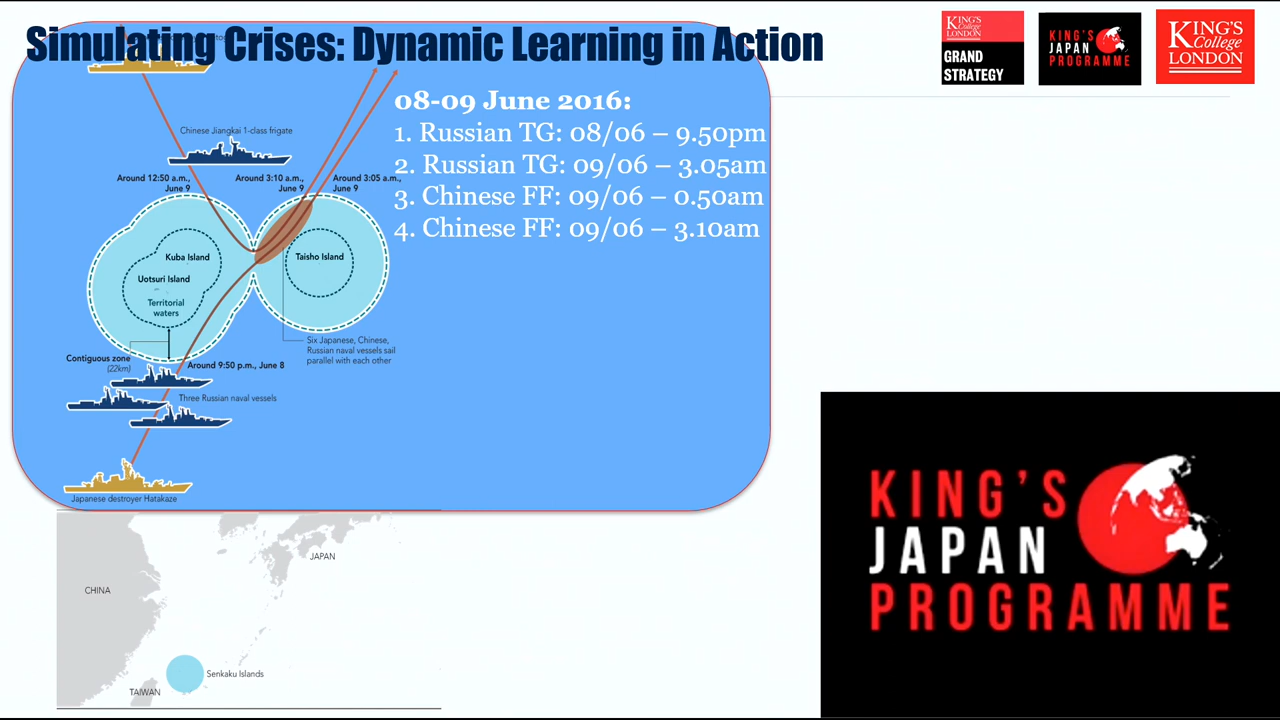 Simulating Crises: Dynamic Learning in Action
KING'S
College
LONDON
GRAND
STRATEGY
KING'S
JAPAN
PROGRAMME
KING'S
College
LONDON
08-09 June 2016:
1. Russian TG: 08/06 – 9.50pm
2. Russian TG: 09/06 – 3.05am
3. Chinese FF: 09/06 – 0.50am
4. Chinese FF: 09/06 – 3.10am
Chinese Jiangkai 1-class frigate
Around 12:50 a.m.,
June 9
Around 3:10 a.m.,
June 9
Around 3:05 a.m.,
June 9
Kuba Island
Uotsuri Island
Territorial
waters
Taisho Island
Contiguous zone
(22km)
Six Japanese, Chinese,
Russian naval vessels sail
parallel with each other
Around 9:50 p.m., June 8
Three Russian naval vessels
Japanese destroyer Hatakaze
JAPAN
CHINA
Senkaku Islands
TAIWAN
KING'S
JAPAN
PROGRAMME